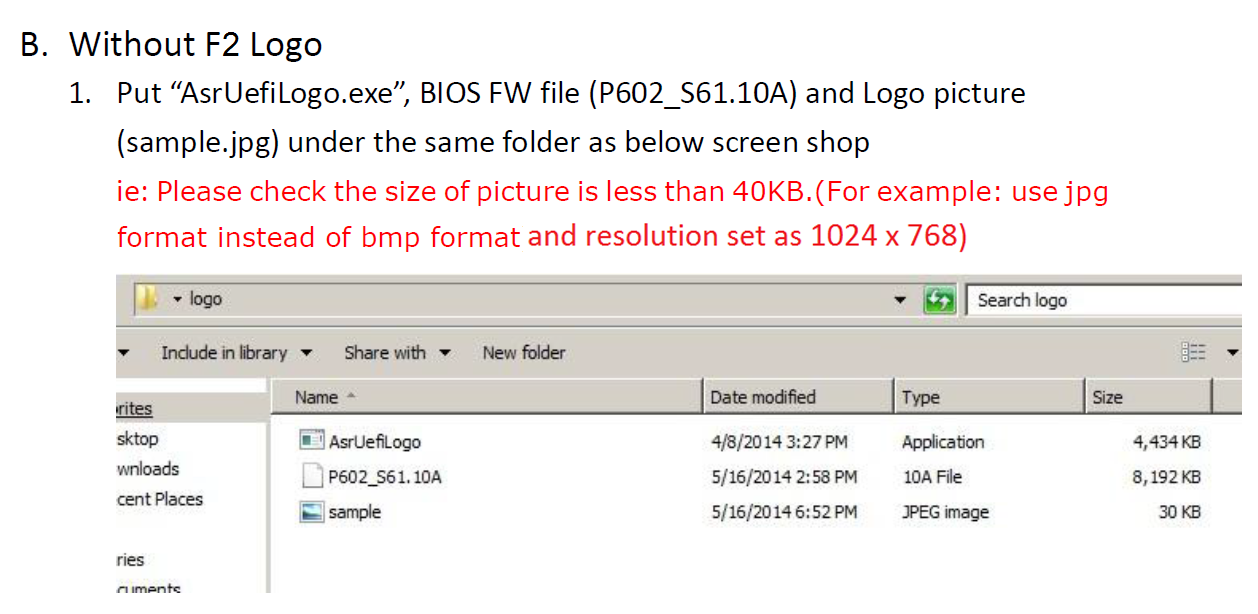 B. Without F2 Logo
1. Put “AsrUefiLogo.exe”, BIOS FW file (P602_S61.10A) and Logo picture
(sample.jpg) under the same folder as below screen shop
ie: Please check the size of picture is less than 40KB.(For example: use jpg
format instead of bmp format and resolution set as 1024 x 768)
logo Search logo
Include in library Share with New folder
Name Date modified Type Size
orites
sktop AsrUefiLogo 4/8/2014 3:27 PM Application 4,434 KB
wnloads P602_S61.10A 5/16/2014 2:58 PM 10A File 8,192 KB
cent Places sample 5/16/2014 6:52 PM JPEG image 30 KB
ries
cuments